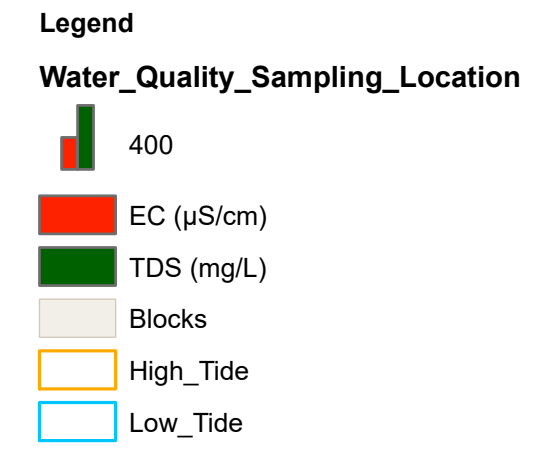 Legend
Water_Quality_Sampling_Location
400
EC (µS/cm)
TDS (mg/L)
Blocks
High_Tide
Low_Tide